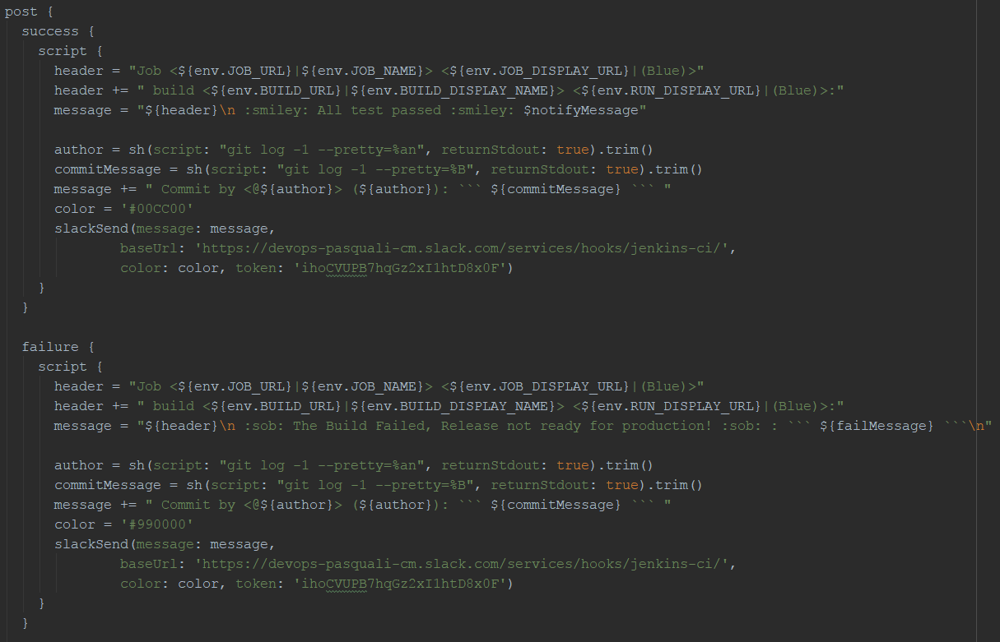 post {
  success {
    script {
      header = "Job <${env.JOB_URL}|${env.JOB_NAME}> <${env.JOB_DISPLAY_URL}|(Blue)>"
      header += " build <${env.BUILD_URL}|${env.BUILD_DISPLAY_NAME}> <${env.RUN_DISPLAY_URL}|(Blue)>:"
      message = "${header}\n :smiley: All test passed :smiley: $notifyMessage"

      author = sh(script: "git log -1 --pretty=%an", returnStdout: true).trim()
      commitMessage = sh(script: "git log -1 --pretty=%B", returnStdout: true).trim()
      message += " Commit by <@${author}> (${author}): ``` ${commitMessage} ``` "
      color = '#00CC00'
      slackSend(message: message,
              baseUrl: 'https://devops-pasquali-cm.slack.com/services/hooks/jenkins-ci/',
              color: color, token: 'ihoCVUPB7hqGz2xI1htD8x0F')
    }
  }

  failure {
    script {
      header = "Job <${env.JOB_URL}|${env.JOB_NAME}> <${env.JOB_DISPLAY_URL}|(Blue)>"
      header += " build <${env.BUILD_URL}|${env.BUILD_DISPLAY_NAME}> <${env.RUN_DISPLAY_URL}|(Blue)>:"
      message = "${header}\n :sob: The Build Failed, Release not ready for production! :sob: : ``` ${failMessage} ```\n"

      author = sh(script: "git log -1 --pretty=%an", returnStdout: true).trim()
      commitMessage = sh(script: "git log -1 --pretty=%B", returnStdout: true).trim()
      message += " Commit by <@${author}> (${author}): ``` ${commitMessage} ``` "
      color = '#990000'
      slackSend(message: message,
              baseUrl: 'https://devops-pasquali-cm.slack.com/services/hooks/jenkins-ci/',
              color: color, token: 'ihoCVUPB7hqGz2xI1htD8x0F')
    }
  }